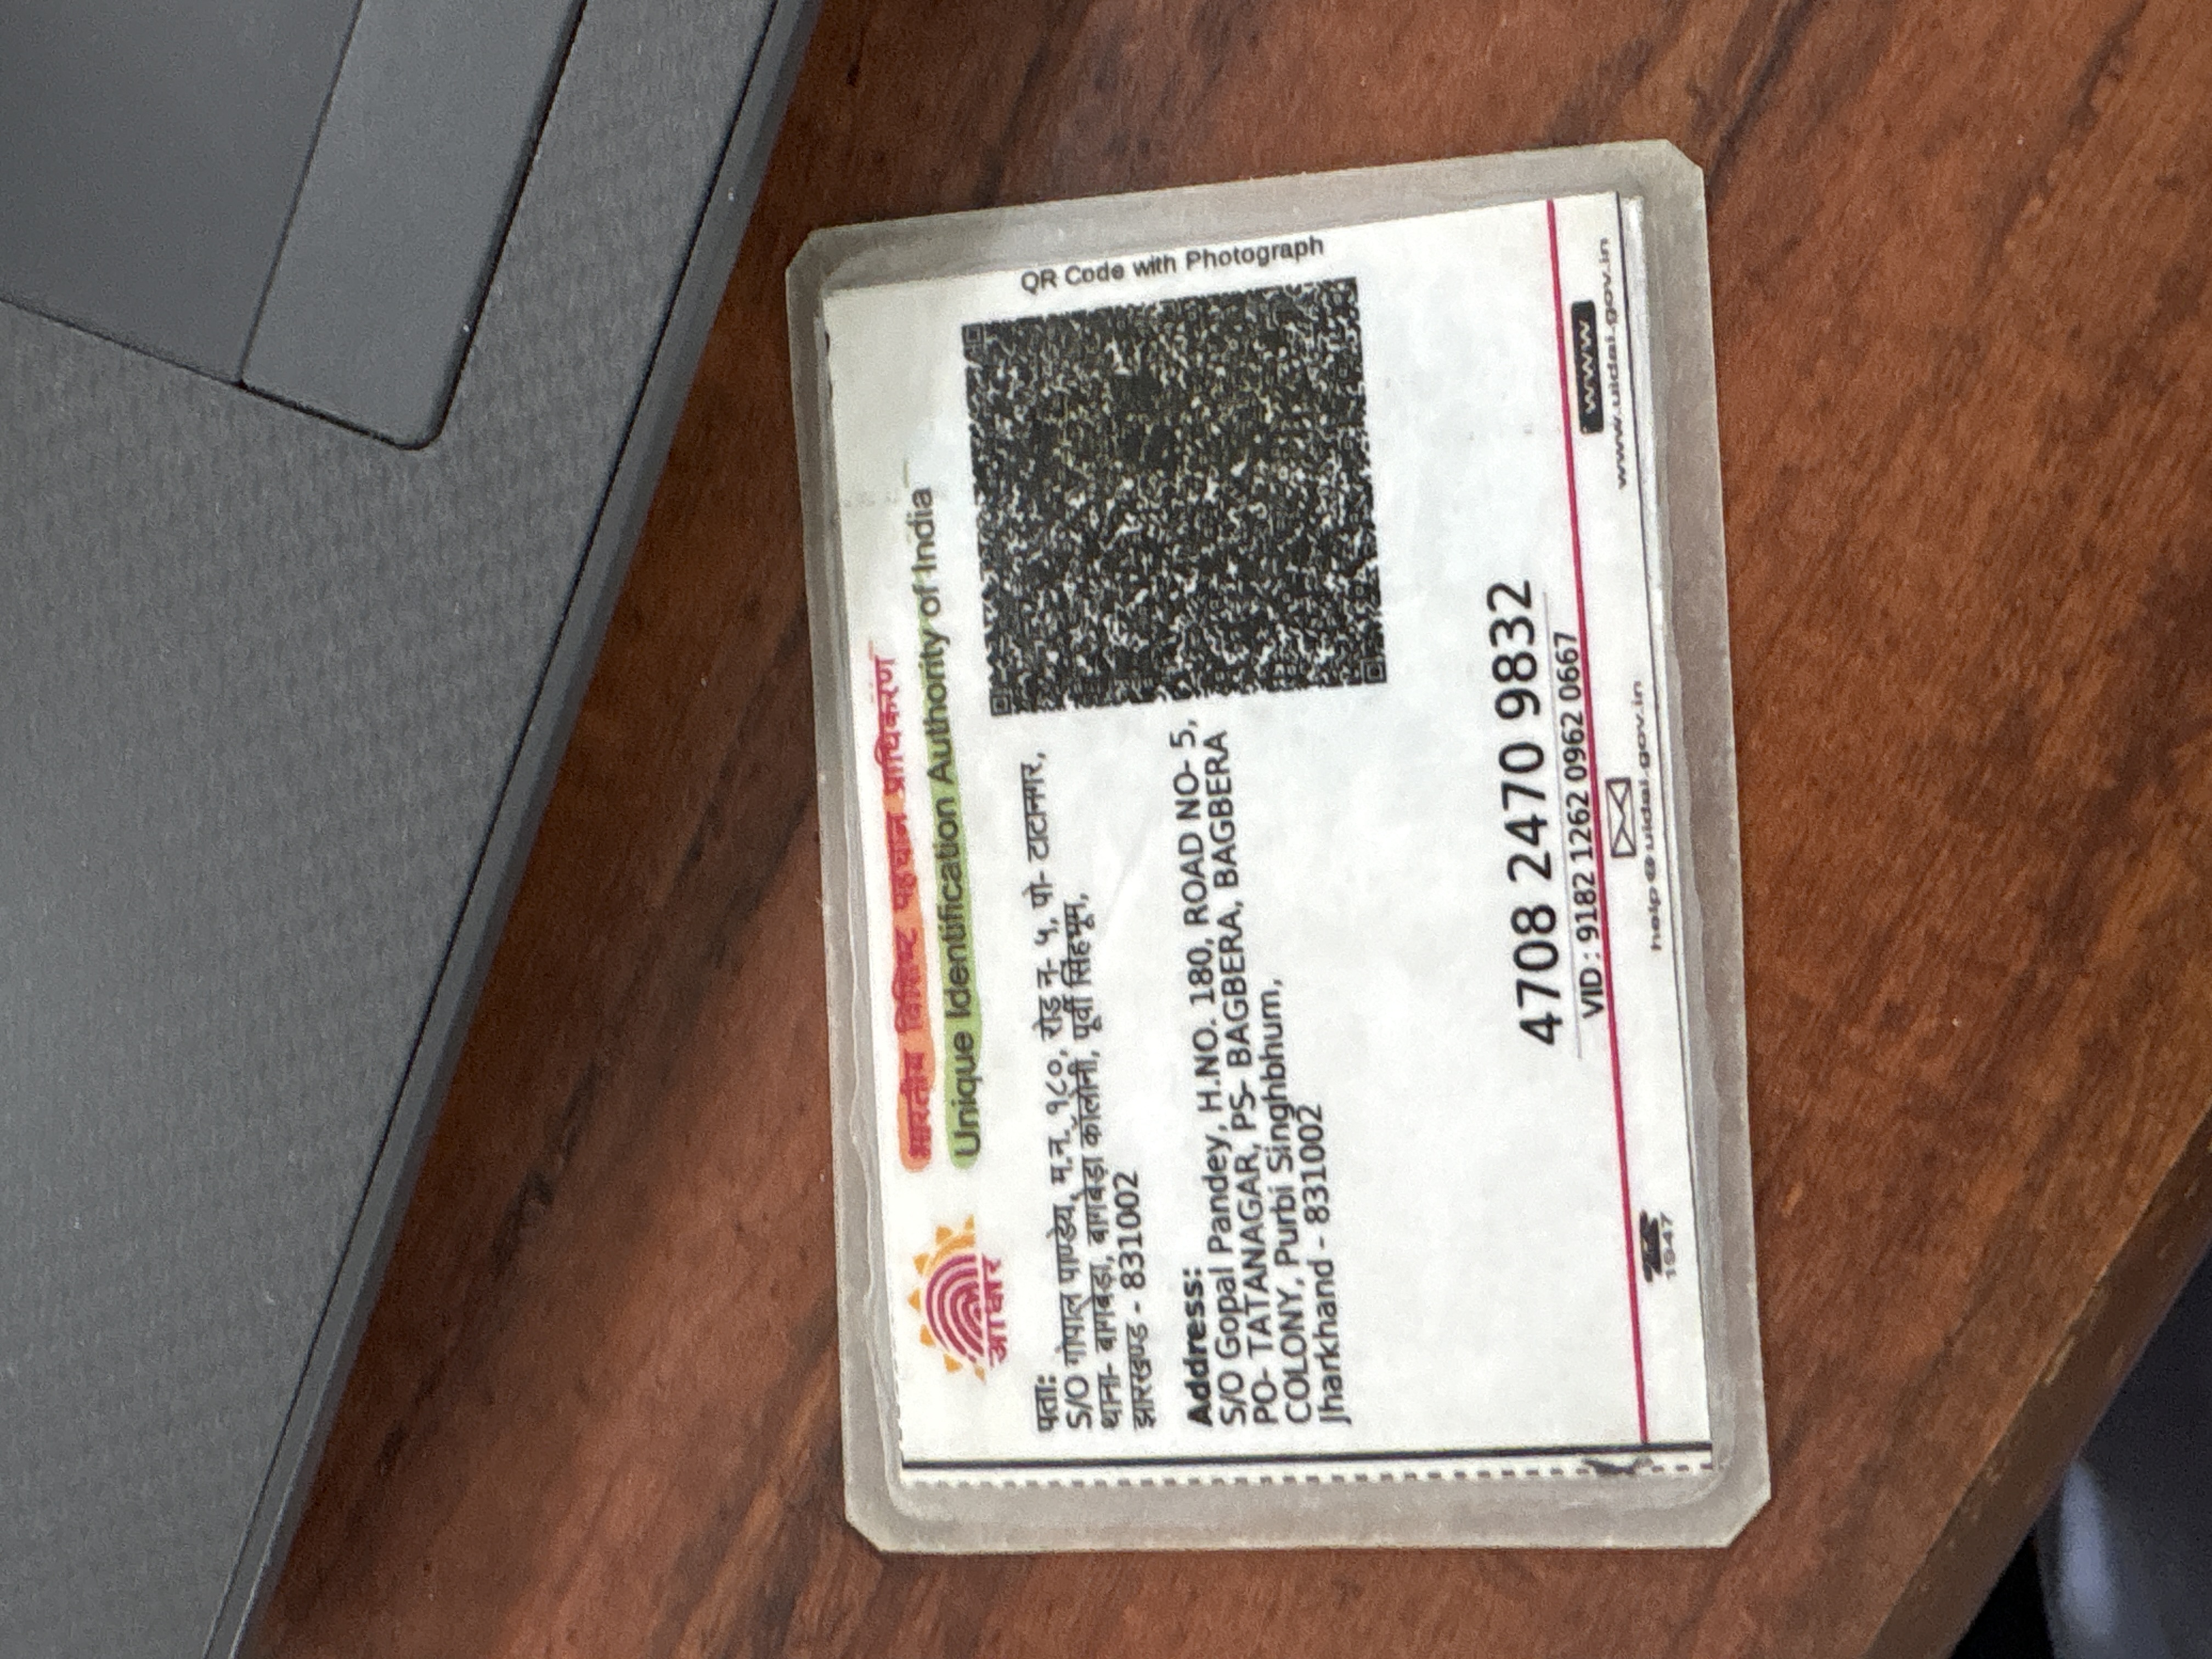 भारतीय विशिष्ट पहचान प्राधिकरण
Unique Identification Authority of India
आधार
पता:
S/O गोपाल पाण्डेय, म.न. १८०, रोड न- ५, पो- टाटानगर,
थाना- बागबेड़ा, बागबेड़ा कॉलोनी, पूर्वी सिंहभूम,
झारखण्ड - 831002
Address:
S/O Gopal Pandey, H.NO. 180, ROAD NO- 5,
PO- TATANAGAR, PS- BAGBERA, BAGBERA
COLONY, Purbi Singhbhum,
Jharkhand - 831002
QR Code with Photograph
4708 2470 9832
VID : 9182 1262 0962 0667
1947
help@uidai.gov.in
www
www.uidai.gov.in